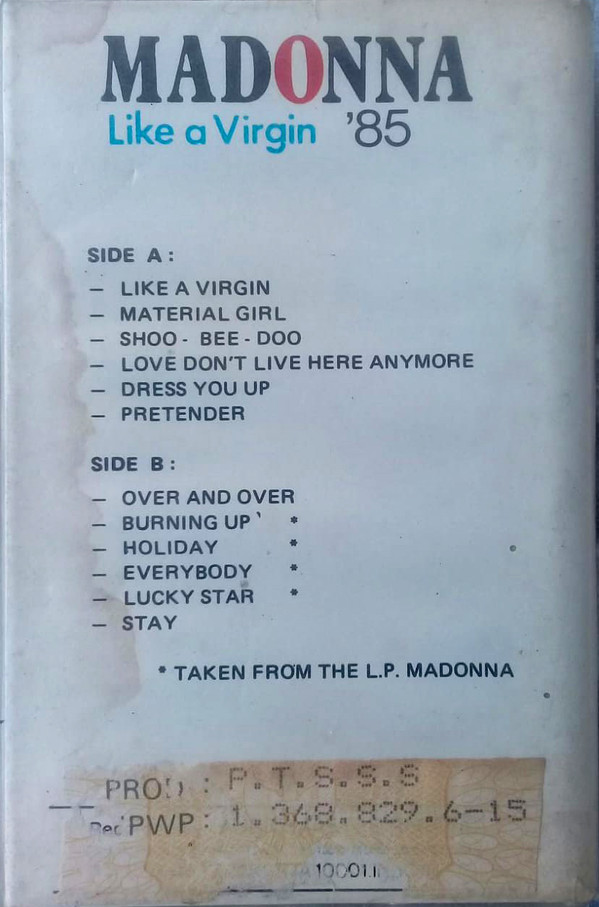 MADONNA
Like a Virgin '85
SIDE A :
– LIKE A VIRGIN
– MATERIAL GIRL
– SHOO - BEE - DOO
– LOVE DON'T LIVE HERE ANYMORE
– DRESS YOU UP
– PRETENDER
SIDE B :
– OVER AND OVER
– BURNING UP *
– HOLIDAY *
– EVERYBODY *
– LUCKY STAR *
– STAY
* TAKEN FROM THE L.P. MADONNA
PROD : P.T.S.S.S
PWP : 1.368.829.6-15